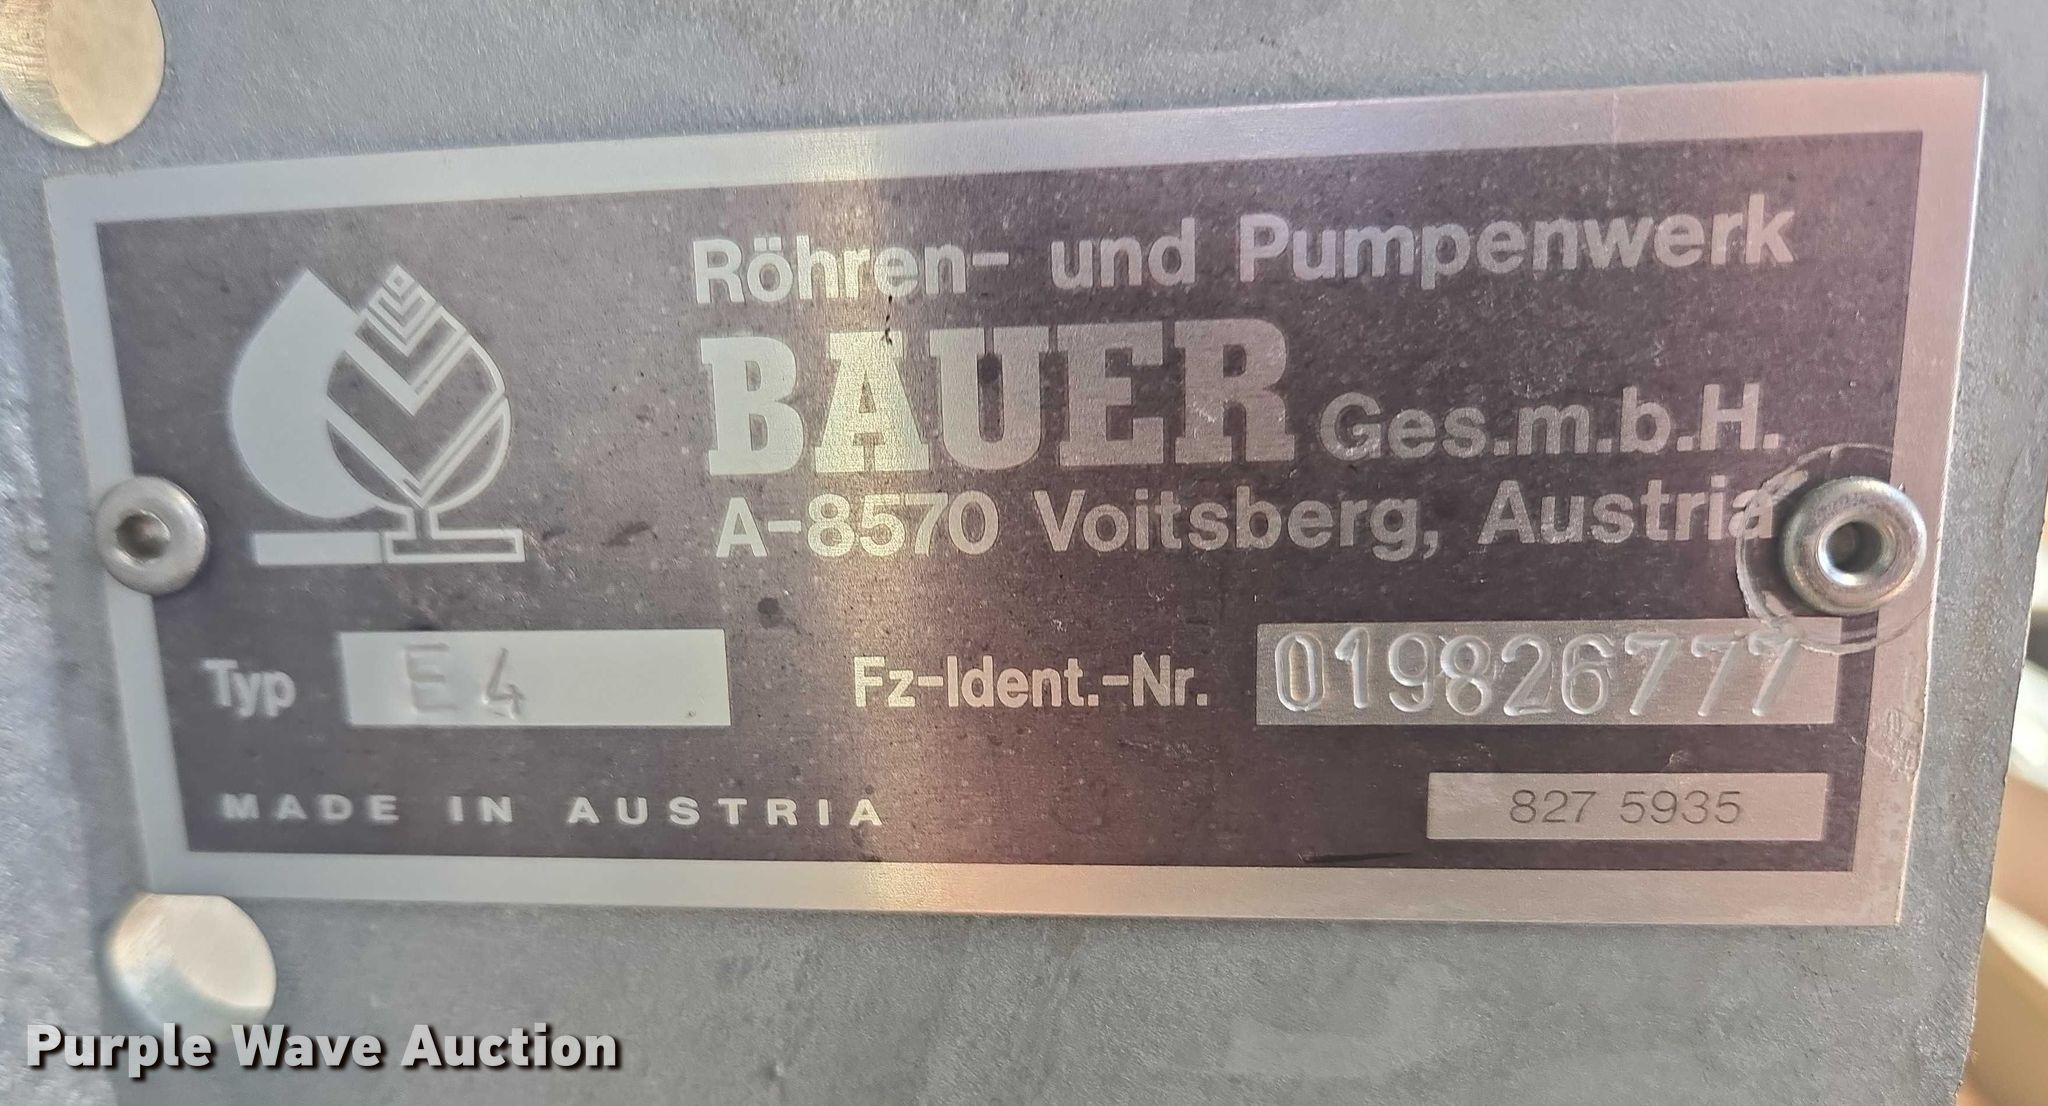 Röhren- und Pumpenwerk
BAUER Ges.m.b.H.
A-8570 Voitsberg, Austria
Typ E4 Fz-Ident.-Nr. 019826777
MADE IN AUSTRIA 827 5935
Purple Wave Auction